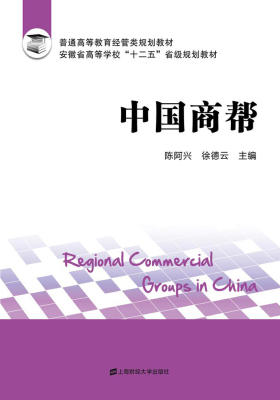 普通高等教育经管类规划教材
安徽省高等学校“十二五”省级规划教材
中国商帮
陈阿兴 徐德云 主编
Regional Commercial
Groups in China
上海财经大学出版社